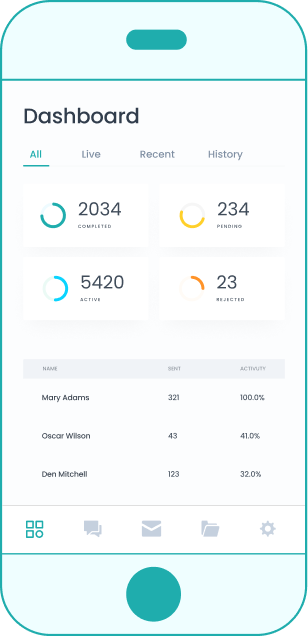 Dashboard
All Live Recent History
2034 234
COMPLETED PENDING
5420 23
ACTIVE REJECTED
NAME SENT ACTIVUTY
Mary Adams 321 100.0%
Oscar Wilson 43 41.0%
Den Mitchell 123 32.0%